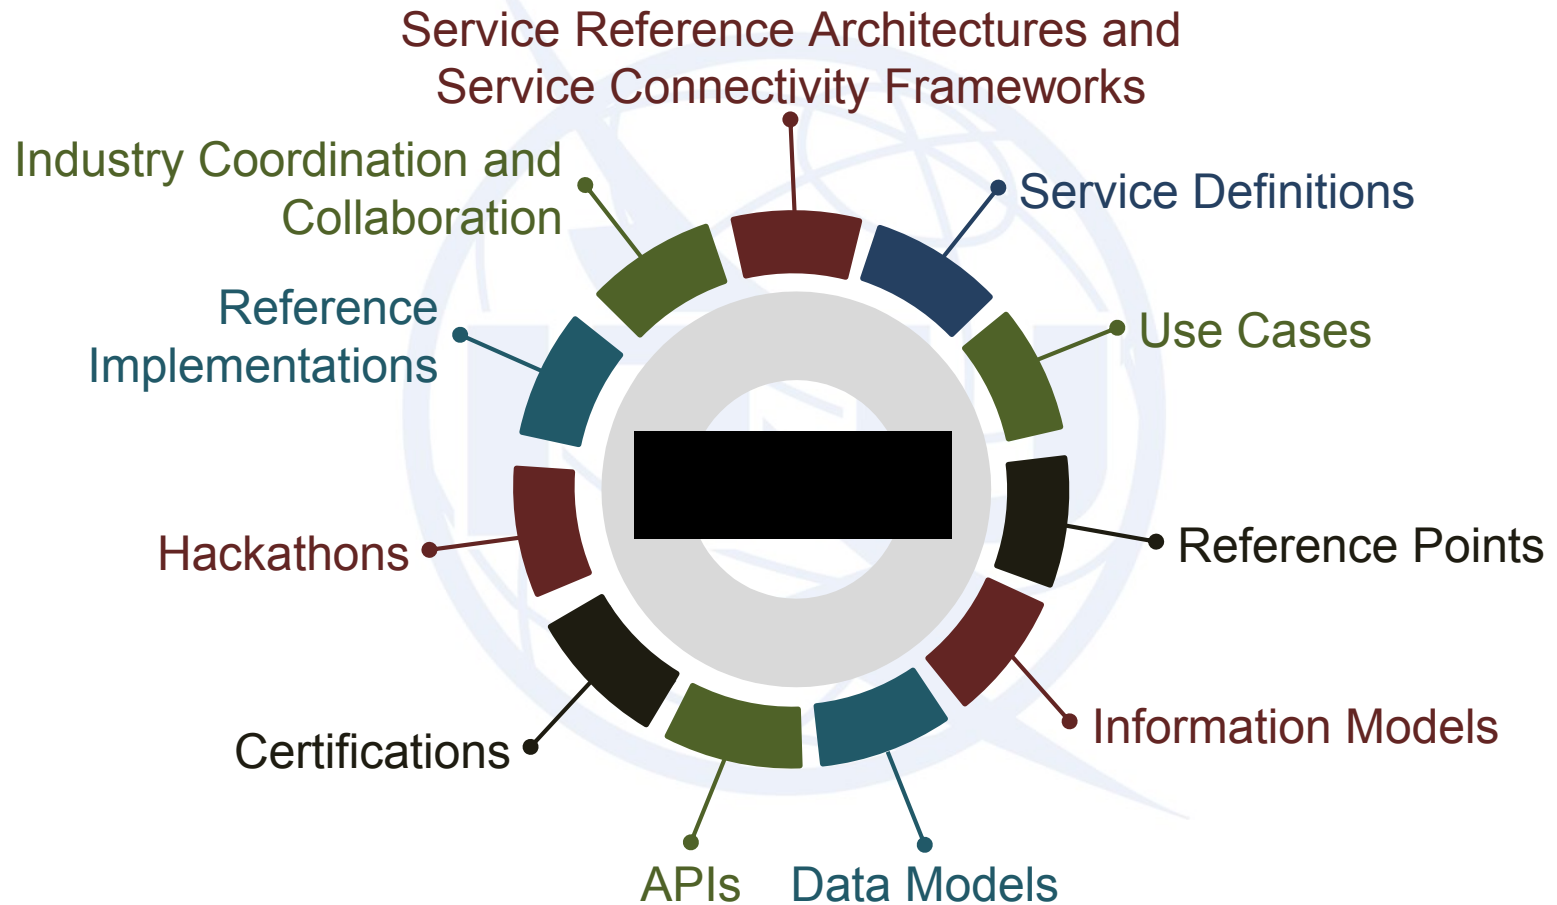 Service Reference Architectures and
Service Connectivity Frameworks
Industry Coordination and
Collaboration
Service Definitions
Reference
Implementations
Use Cases
Hackathons
Reference Points
Certifications
Information Models
APIs
Data Models